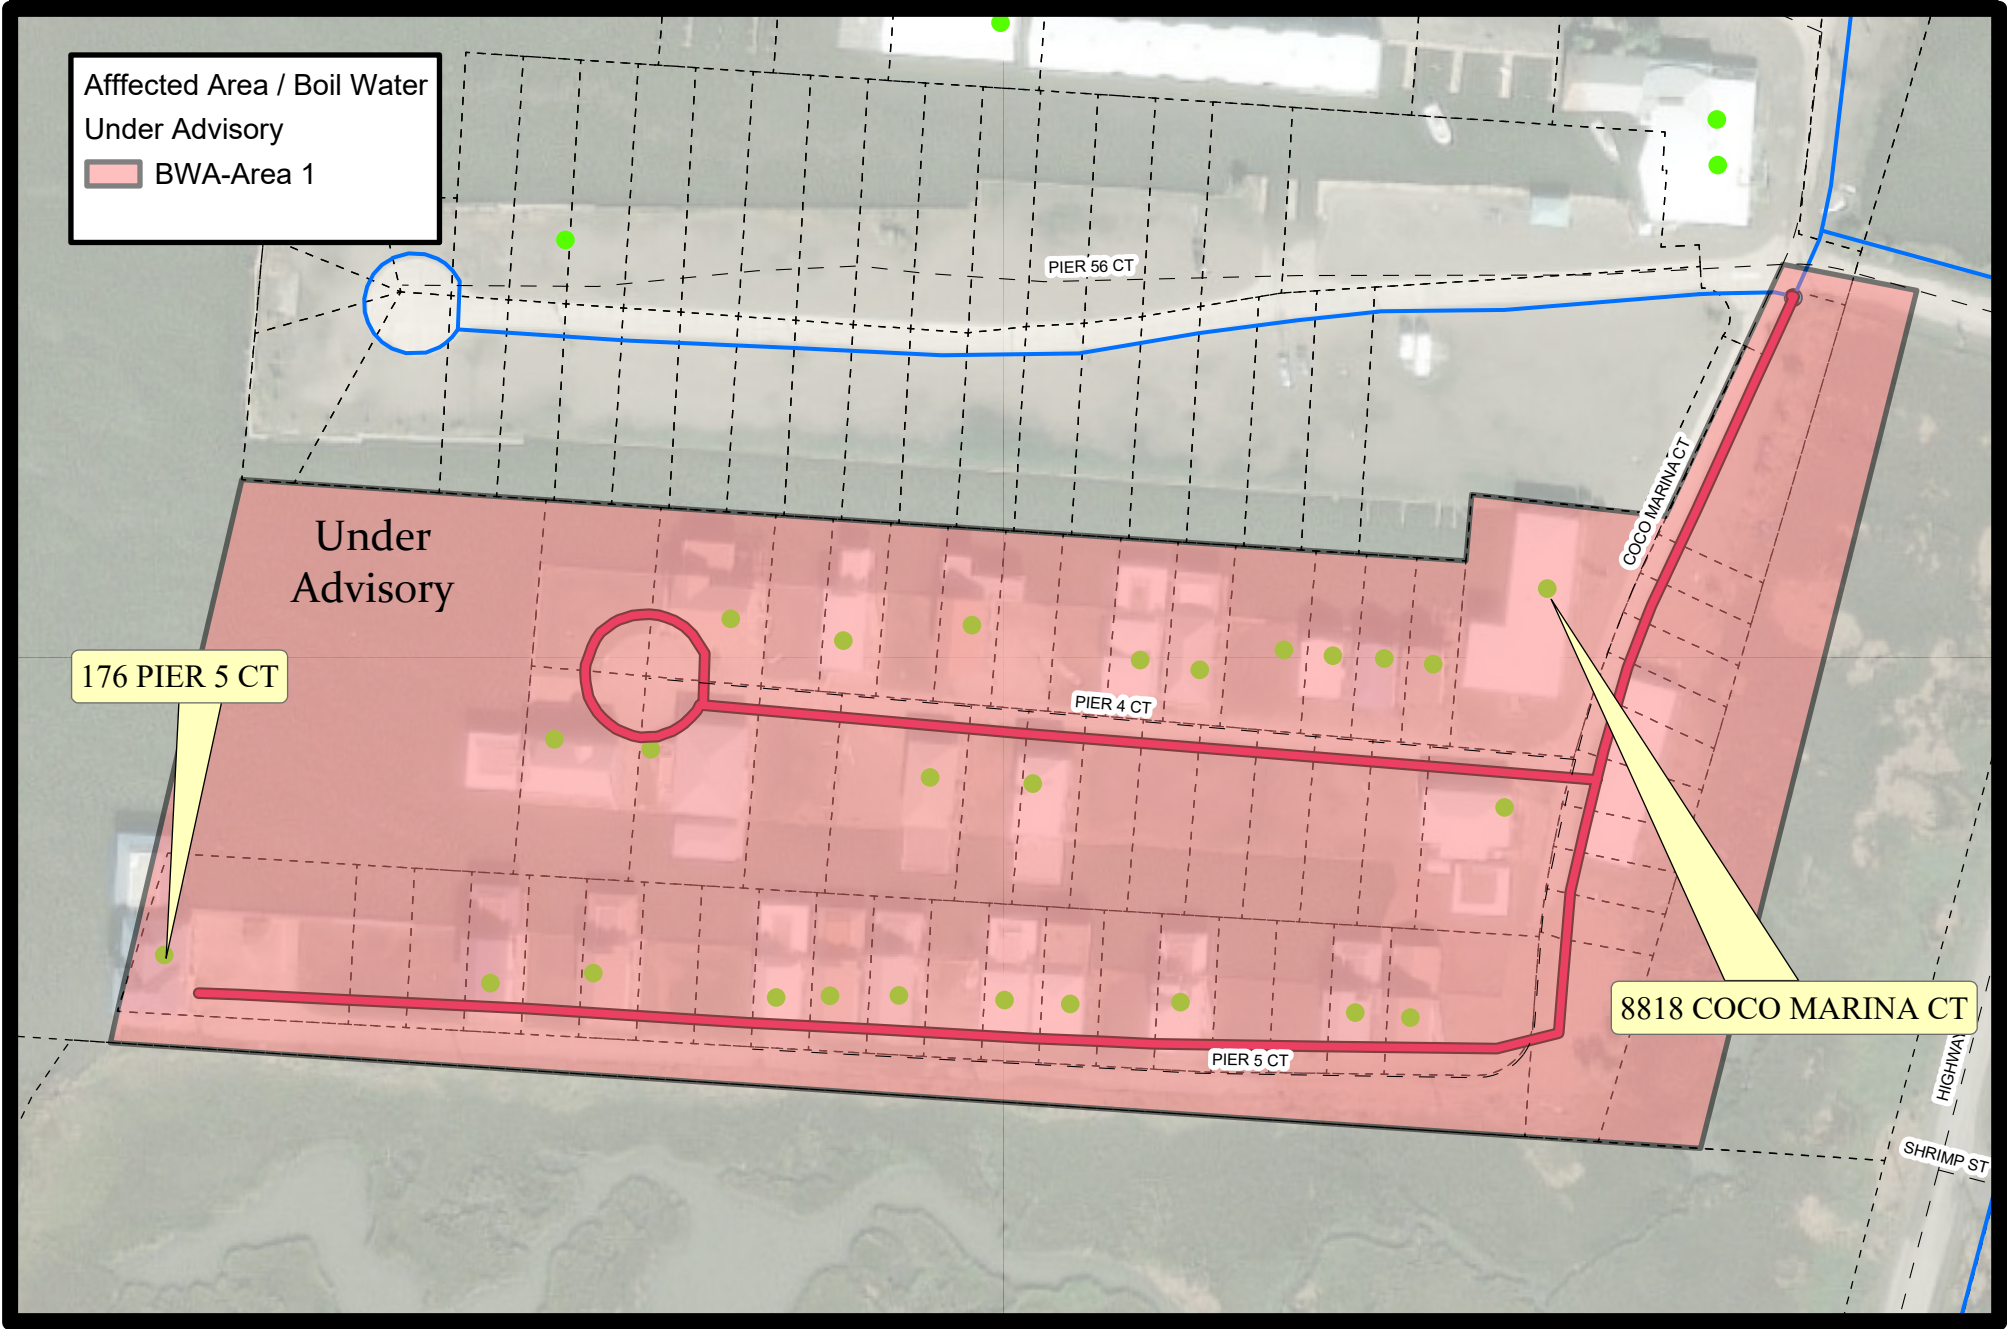 Afffected Area / Boil Water
Under Advisory
BWA-Area 1
PIER 56 CT
COCO MARINA CT
Under
Advisory
176 PIER 5 CT
PIER 4 CT
8818 COCO MARINA CT
PIER 5 CT
HIGHWAY
SHRIMP ST